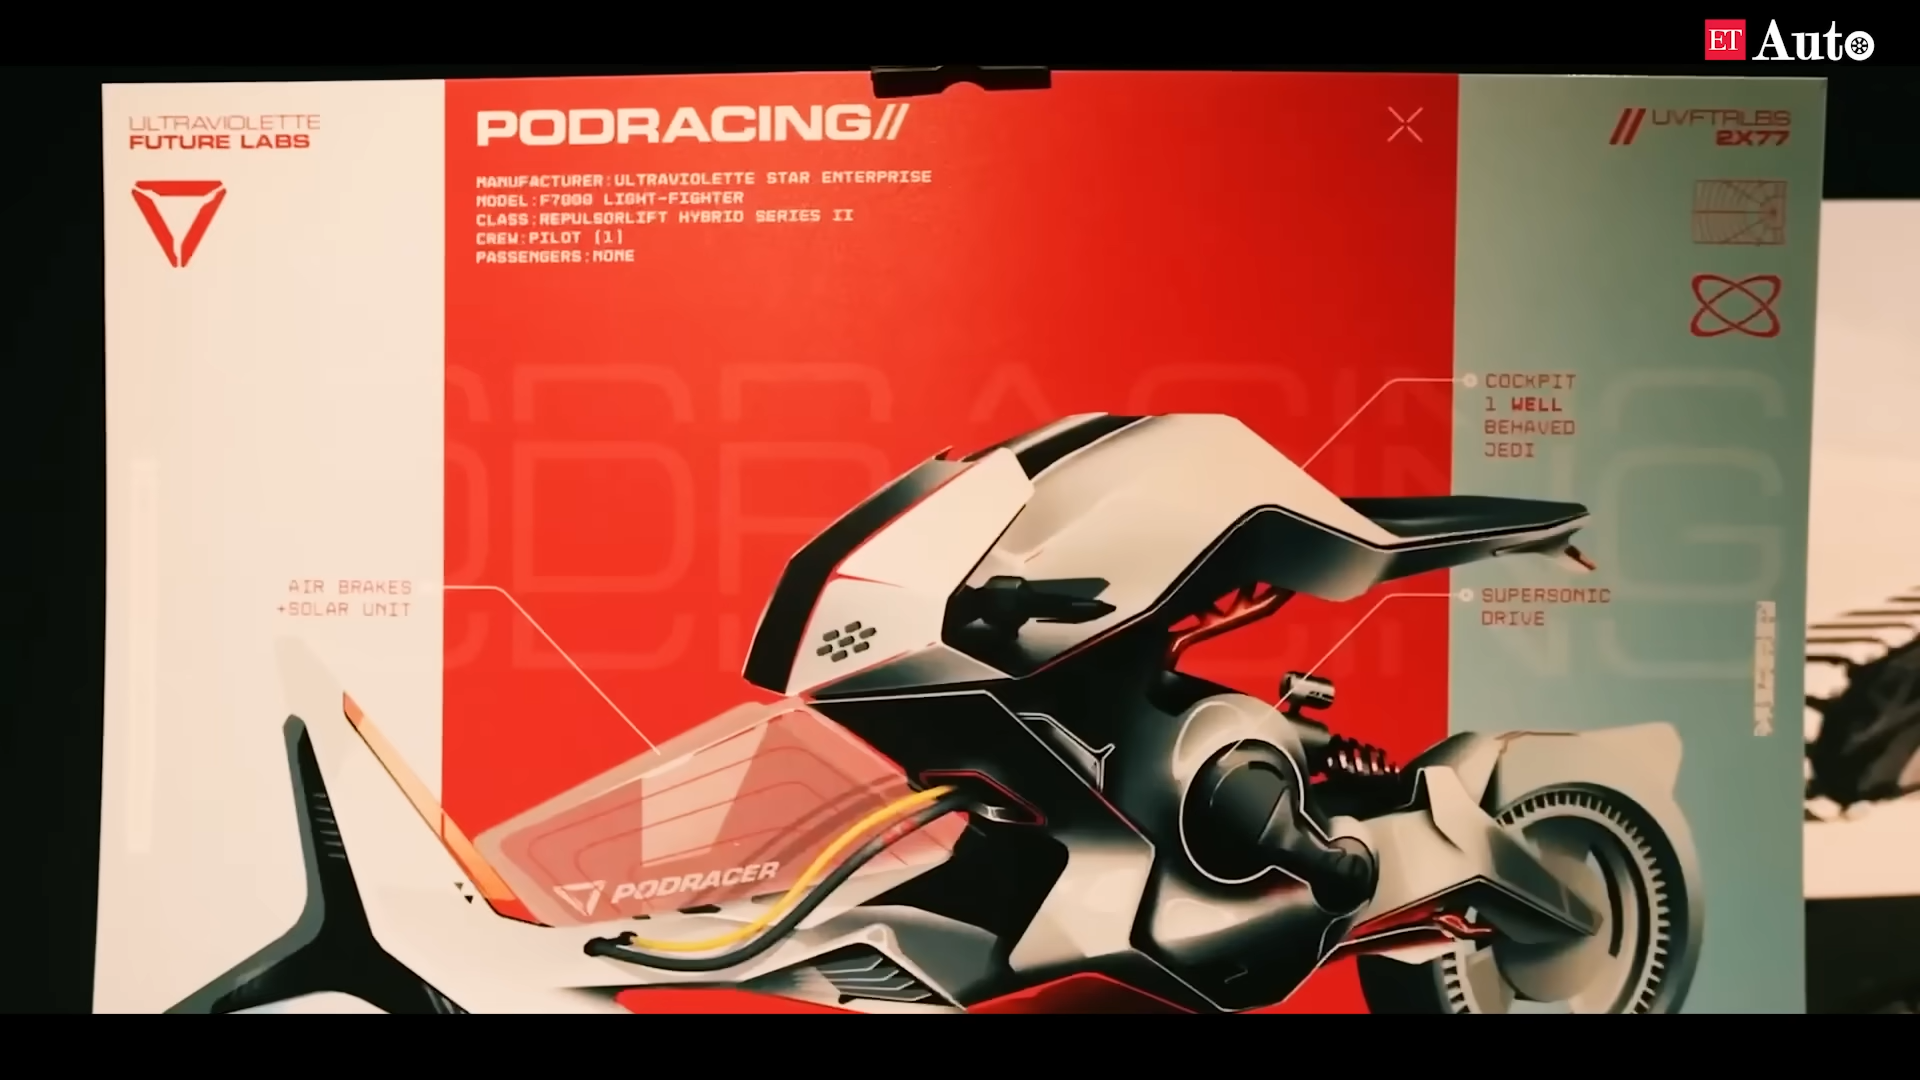 ET Auto
ULTRAVIOLETTE
FUTURE LABS
PODRACING//
MANUFACTURER:ULTRAVIOLETTE STAR ENTERPRISE
MODEL:F7000 LIGHT-FIGHTER
CLASS:REPULSORLIFT HYBRID SERIES II
CREW:PILOT [1]
PASSENGERS:NONE
// UVFTRLBS
2X77
PODRACING
COCKPIT
1 WELL
BEHAVED
JEDI
AIR BRAKES
+SOLAR UNIT
SUPERSONIC
DRIVE
PODRACER